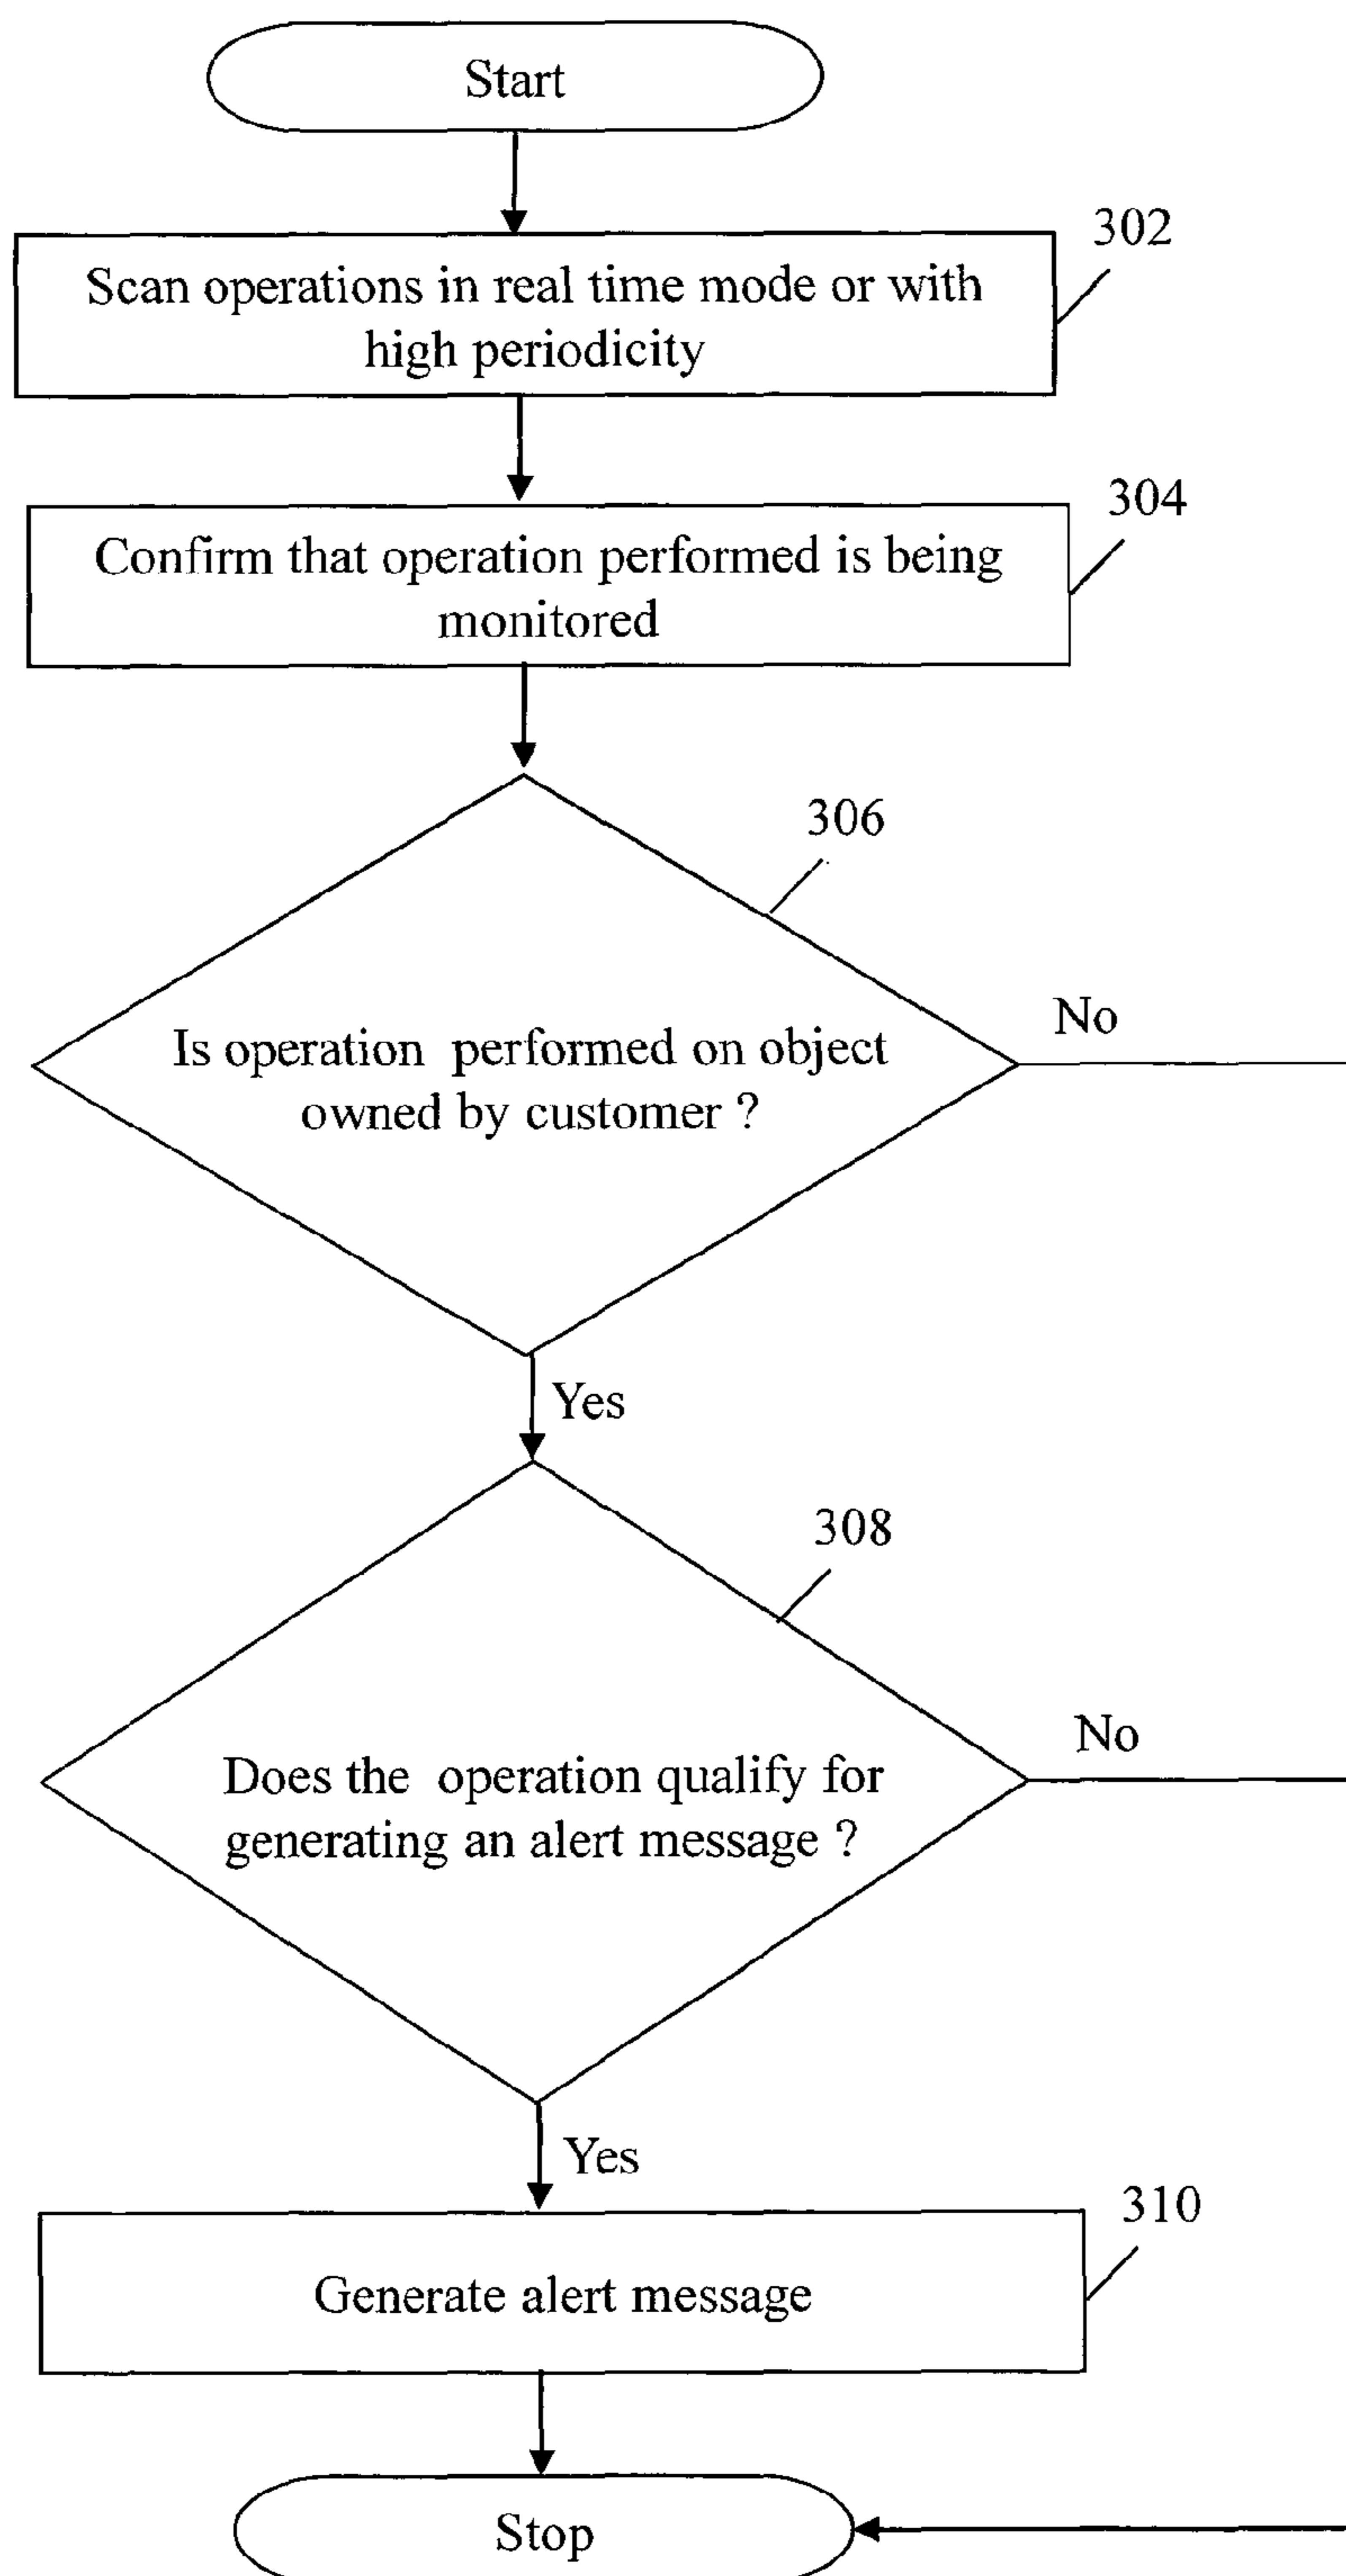 Start
302
Scan operations in real time mode or with
high periodicity
304
Confirm that operation performed is being
monitored
306
No
Is operation performed on object
owned by customer ?
Yes
308
No
Does the operation qualify for
generating an alert message ?
Yes
310
Generate alert message
Stop